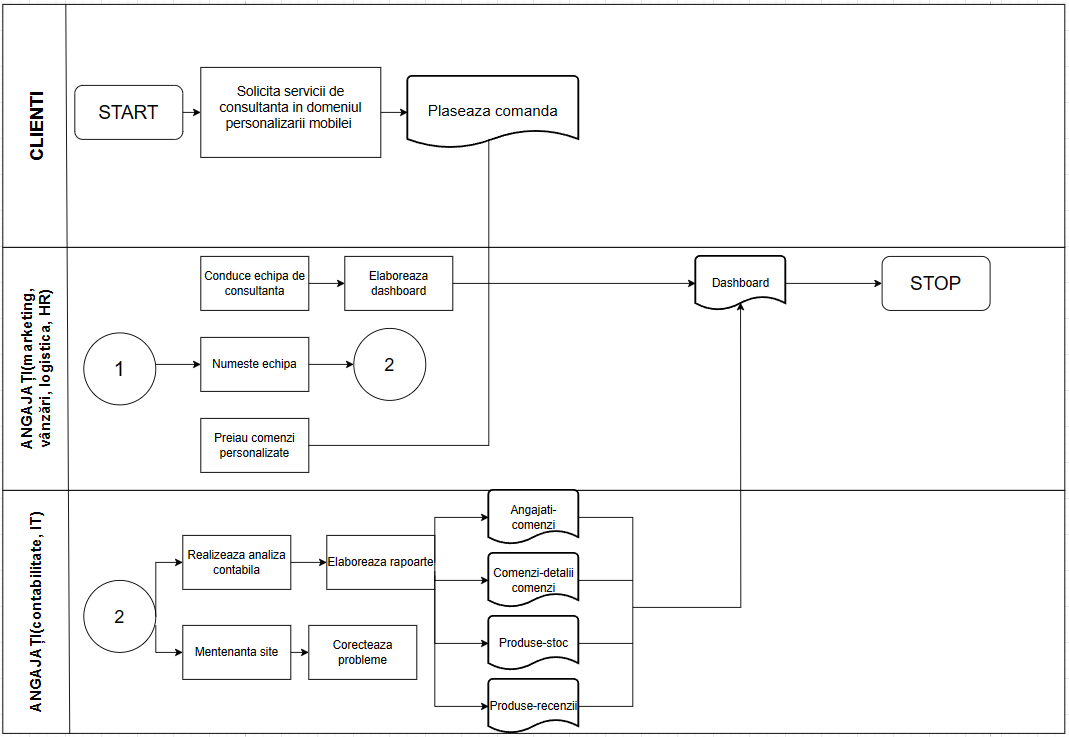 CLIENTI
START
Solicita servicii de
consultanta in domeniul
personalizarii mobilei
Plaseaza comanda
ANGAJAȚI(marketing,
vânzări, logistica, HR)
Conduce echipa de
consultanta
Elaboreaza
dashboard
Dashboard
STOP
1
Numeste echipa
2
Preiau comenzi
personalizate
ANGAJAȚI(contabilitate, IT)
2
Realizeaza analiza
contabila
Elaboreaza rapoarte
Mentenanta site
Corecteaza
probleme
Angajati-
comenzi
Comenzi-detalii
comenzi
Produse-stoc
Produse-recenzii